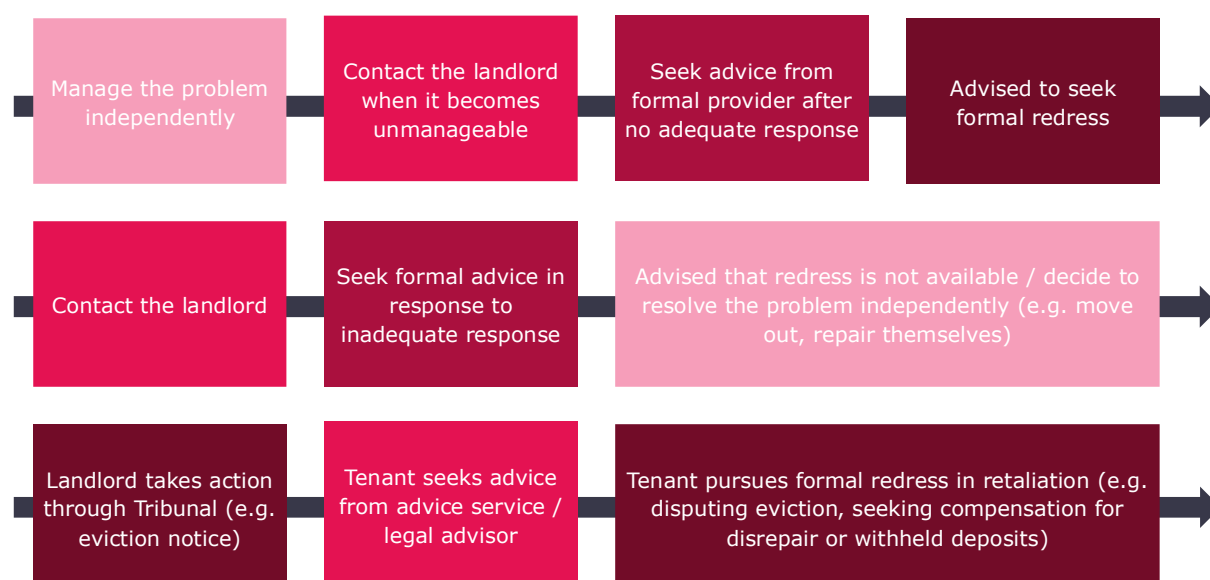 Manage the problem
independently
Contact the landlord
when it becomes
unmanageable
Seek advice from
formal provider after
no adequate response
Advised to seek
formal redress
Contact the landlord
Seek formal advice in
response to
inadequate response
Advised that redress is not available / decide to
resolve the problem independently (e.g. move
out, repair themselves)
Landlord takes action
through Tribunal (e.g.
eviction notice)
Tenant seeks advice
from advice service /
legal advisor
Tenant pursues formal redress in retaliation (e.g.
disputing eviction, seeking compensation for
disrepair or withheld deposits)